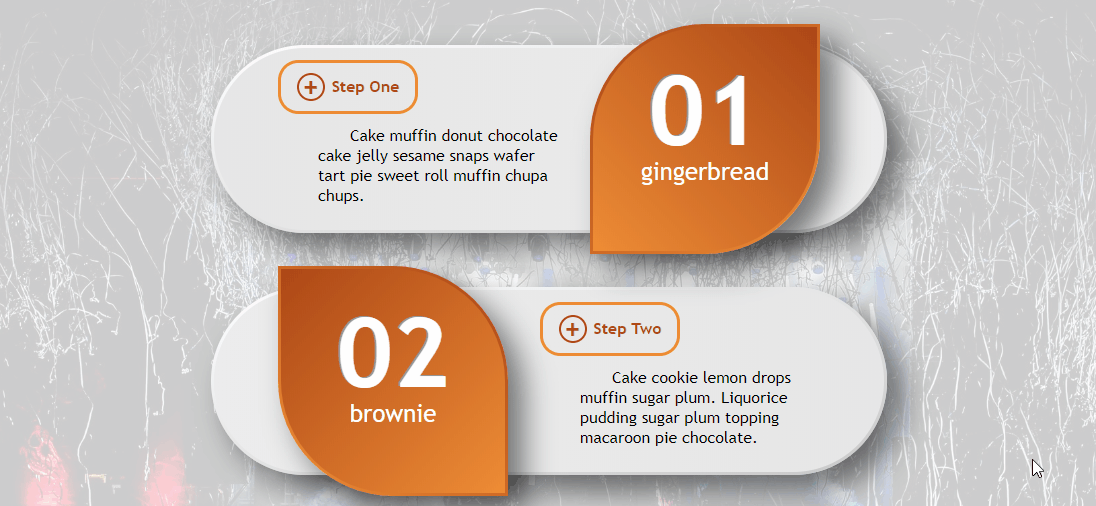 Step One
Cake muffin donut chocolate
cake jelly sesame snaps wafer
tart pie sweet roll muffin chupa
chups.
01
gingerbread
02
brownie
Step Two
Cake cookie lemon drops
muffin sugar plum. Liquorice
pudding sugar plum topping
macaroon pie chocolate.